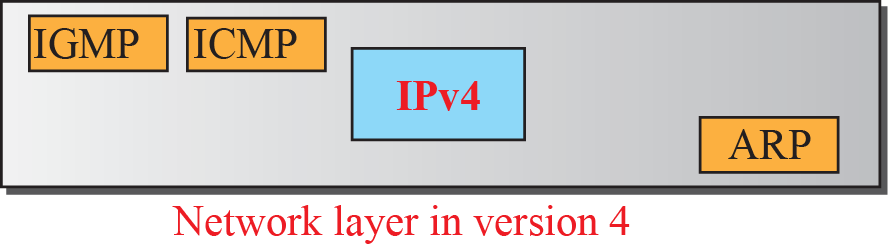 IGMP ICMP
IPv4
ARP
Network layer in version 4